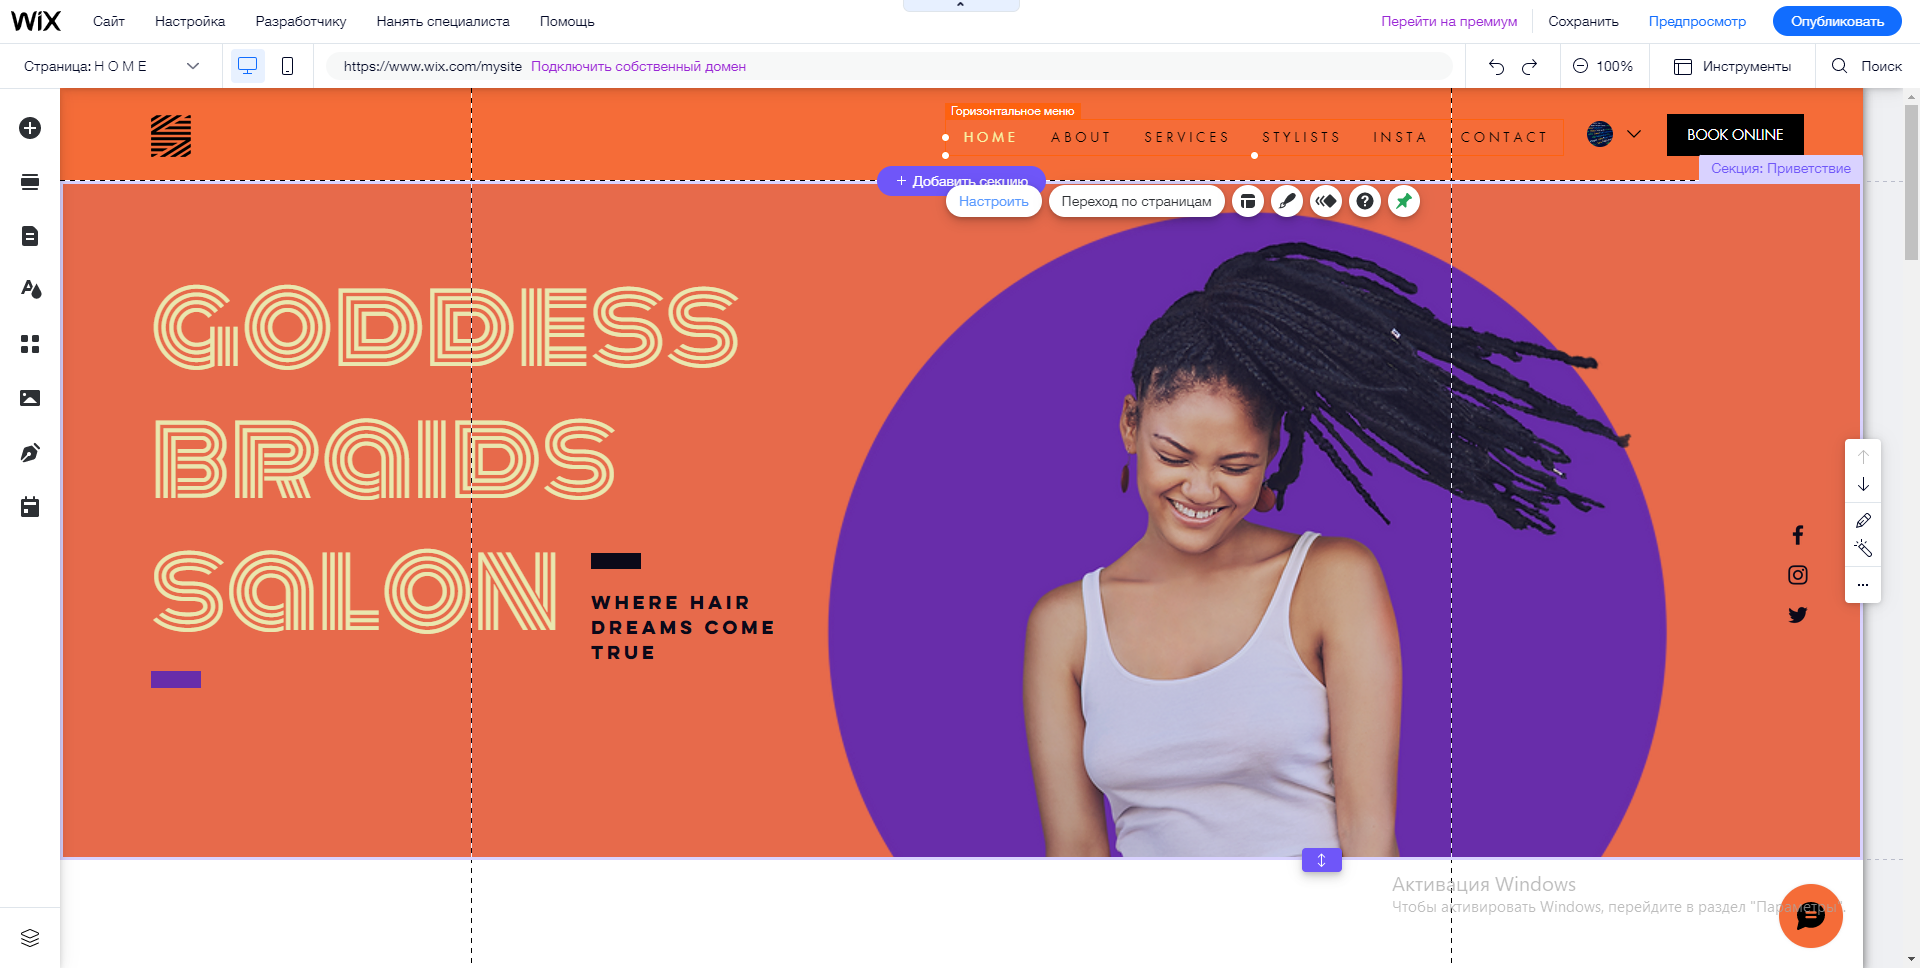 WiX Сайт Настройка Разработчику Нанять специалиста Помощь Перейти на премиум Сохранить Предпросмотр Опубликовать
Страница: H O M E https://www.wix.com/mysite Подключить собственный домен 100% Инструменты Поиск
Горизонтальное меню
HOME ABOUT SERVICES STYLISTS INSTA CONTACT BOOK ONLINE
Секция: Приветствие
+ Добавить секцию
Настроить Переход по страницам
GODDESS
BRAIDS
SALON
WHERE HAIR
DREAMS COME
TRUE
Активация Windows
Чтобы активировать Windows, перейдите в раздел "Параметры".